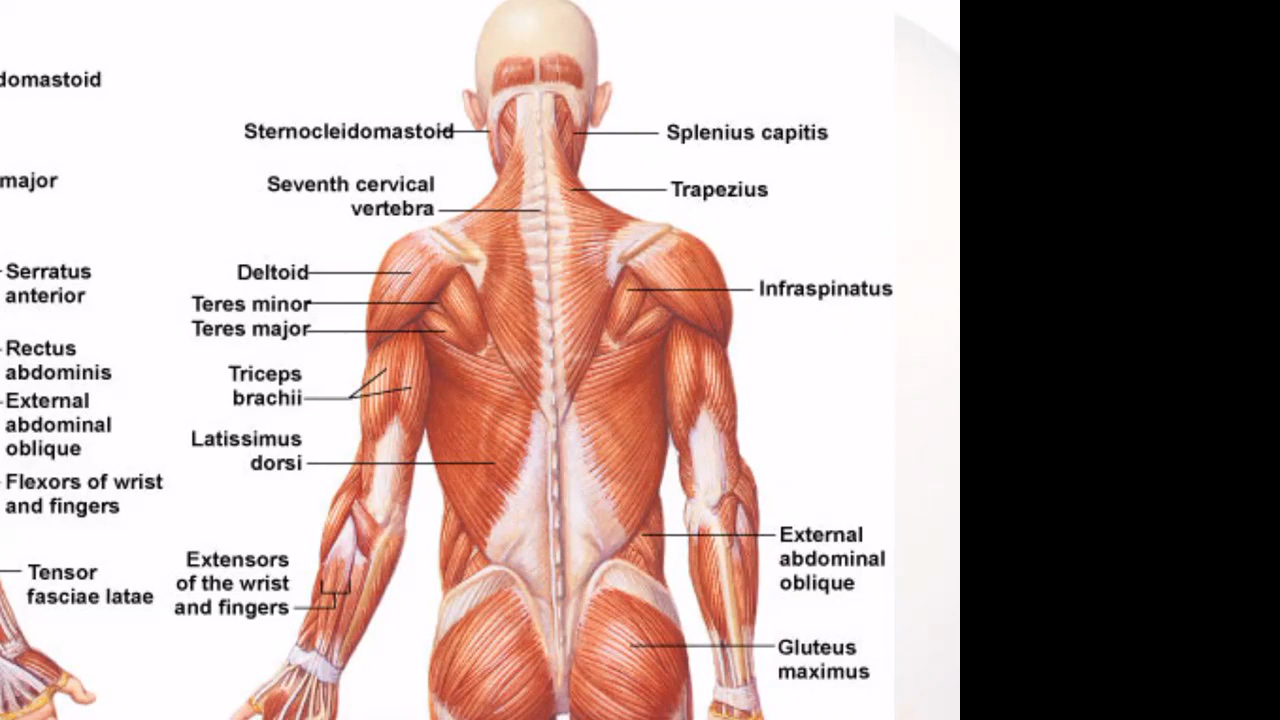 domastoid
major
Serratus
anterior
Rectus
abdominis
External
abdominal
oblique
Flexors of wrist
and fingers
Tensor
fasciae latae
Sternocleidomastoid
Seventh cervical
vertebra
Deltoid
Teres minor
Teres major
Triceps
brachii
Latissimus
dorsi
Extensors
of the wrist
and fingers
Splenius capitis
Trapezius
Infraspinatus
External
abdominal
oblique
Gluteus
maximus